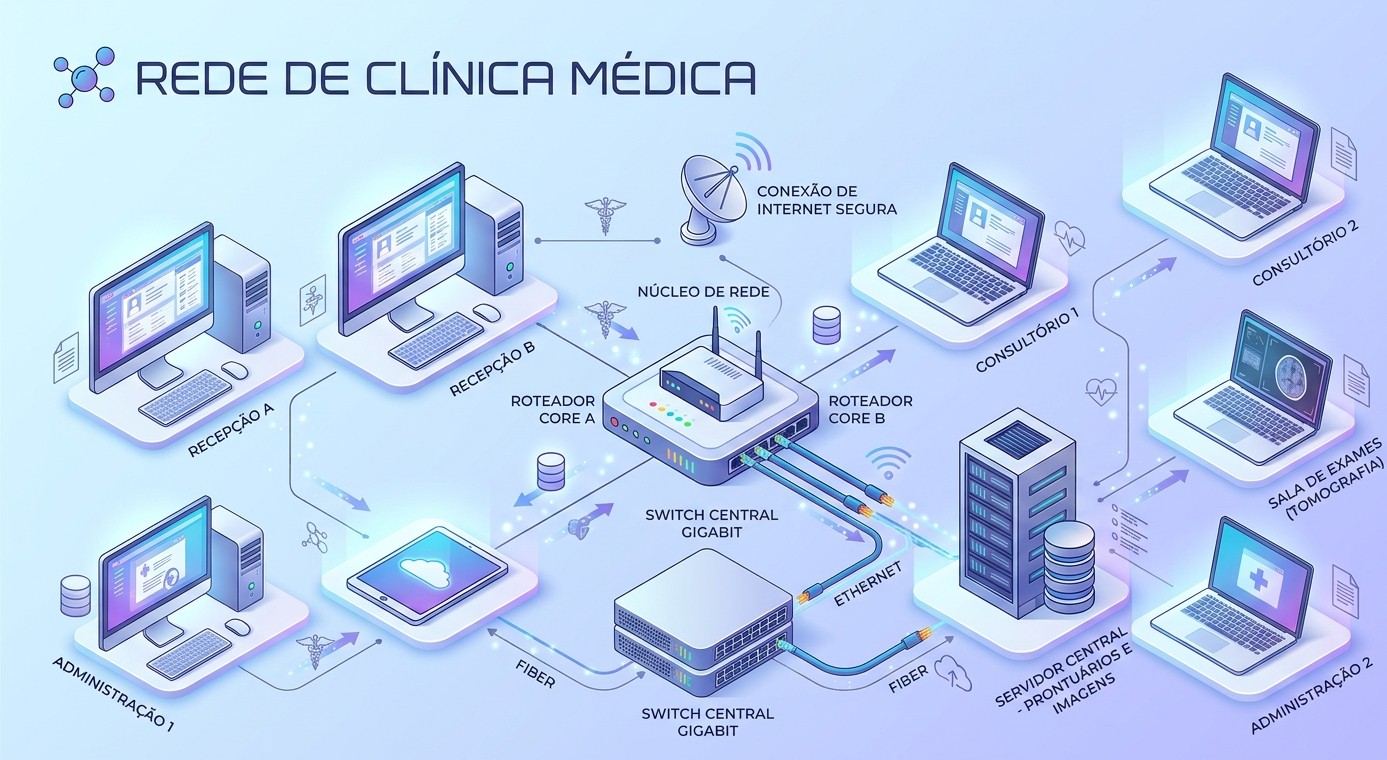 REDE DE CLÍNICA MÉDICA
CONEXÃO DE
INTERNET SEGURA
NÚCLEO DE REDE
RECEPÇÃO A
RECEPÇÃO B
ROTEADOR
CORE A
ROTEADOR
CORE B
CONSULTÓRIO 1
CONSULTÓRIO 2
SALA DE EXAMES
(TOMOGRAFIA)
SWITCH CENTRAL
GIGABIT
ETHERNET
ADMINISTRAÇÃO 1
FIBER
FIBER
SERVIDOR CENTRAL
- PRONTUÁRIOS E
IMAGENS
ADMINISTRAÇÃO 2
SWITCH CENTRAL
GIGABIT